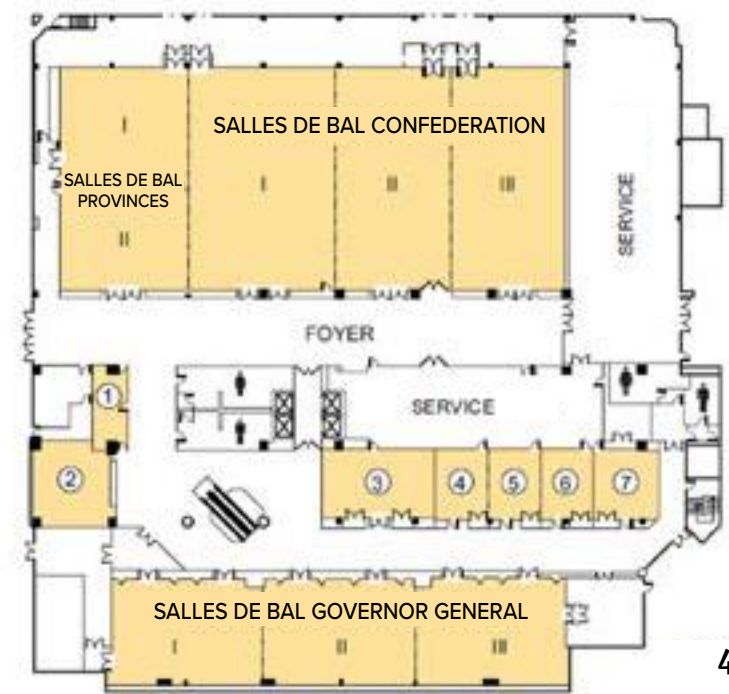 SALLES DE BAL CONFEDERATION
I
SALLES DE BAL
PROVINCES
II
I
II
III
SERVICE
FOYER
SERVICE
1
2
3
4
5
6
7
SALLES DE BAL GOVERNOR GENERAL
I
II
III
4